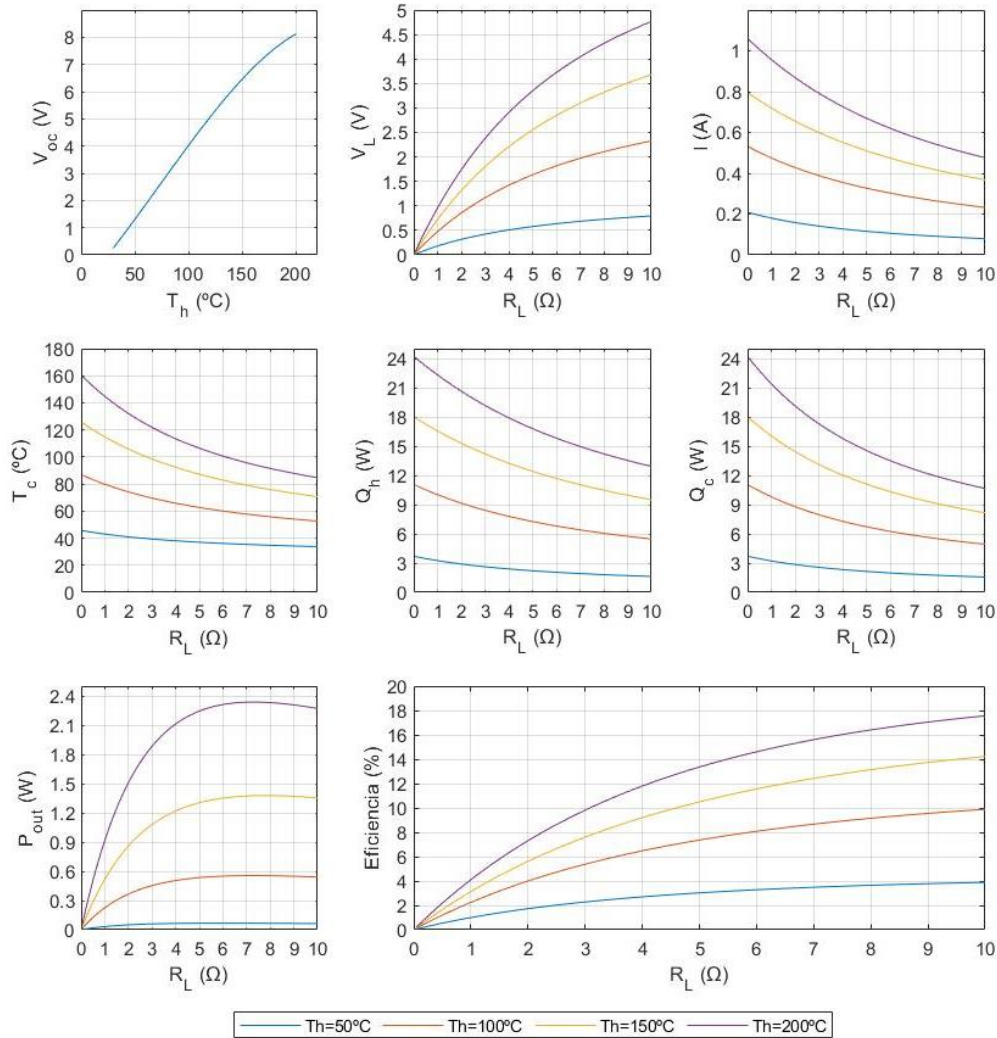 8
7
6
5
4
3
2
1
0
V_oc (V)
0 50 100 150 200
T_h (ºC)
5
4.5
4
3.5
3
2.5
2
1.5
1
0.5
0
V_L (V)
0 1 2 3 4 5 6 7 8 9 10
R_L (Ω)
1
0.8
0.6
0.4
0.2
0
I (A)
0 1 2 3 4 5 6 7 8 9 10
R_L (Ω)
180
160
140
120
100
80
60
40
20
0
T_c (ºC)
0 1 2 3 4 5 6 7 8 9 10
R_L (Ω)
24
21
18
15
12
9
6
3
0
Q_h (W)
0 1 2 3 4 5 6 7 8 9 10
R_L (Ω)
24
21
18
15
12
9
6
3
0
Q_c (W)
0 1 2 3 4 5 6 7 8 9 10
R_L (Ω)
2.4
2.1
1.8
1.5
1.2
0.9
0.6
0.3
0
P_out (W)
0 1 2 3 4 5 6 7 8 9 10
R_L (Ω)
20
18
16
14
12
10
8
6
4
2
0
Eficiencia (%)
0 1 2 3 4 5 6 7 8 9 10
R_L (Ω)
Th=50ºC Th=100ºC Th=150ºC Th=200ºC